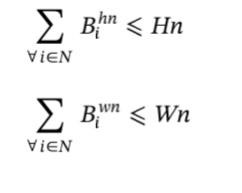 ∑ B_i^{hn} ⩽ Hn
∀ i∈N
∑ B_i^{wn} ⩽ Wn
∀ i∈N